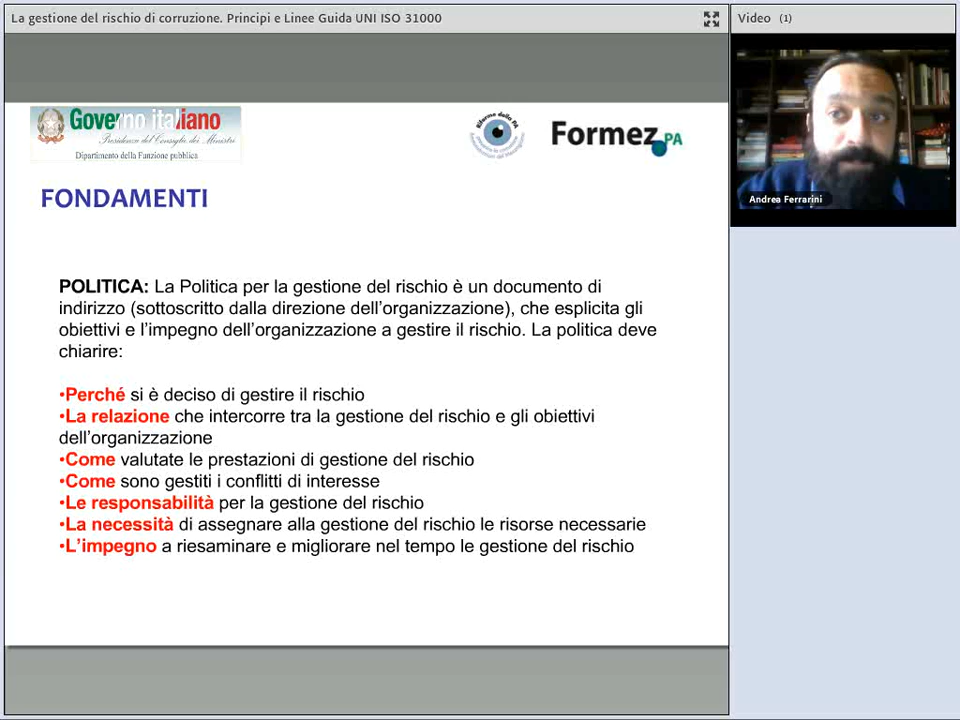 La gestione del rischio di corruzione. Principi e Linee Guida UNI ISO 31000
Video (1)
Governo italiano
Presidenza del Consiglio dei Ministri
Dipartimento della Funzione pubblica
Riforma della PA
Formez PA
Andrea Ferrarini
FONDAMENTI
POLITICA: La Politica per la gestione del rischio è un documento di
indirizzo (sottoscritto dalla direzione dell'organizzazione), che esplicita gli
obiettivi e l'impegno dell'organizzazione a gestire il rischio. La politica deve
chiarire:
•Perché si è deciso di gestire il rischio
•La relazione che intercorre tra la gestione del rischio e gli obiettivi
dell'organizzazione
•Come valutate le prestazioni di gestione del rischio
•Come sono gestiti i conflitti di interesse
•Le responsabilità per la gestione del rischio
•La necessità di assegnare alla gestione del rischio le risorse necessarie
•L'impegno a riesaminare e migliorare nel tempo le gestione del rischio